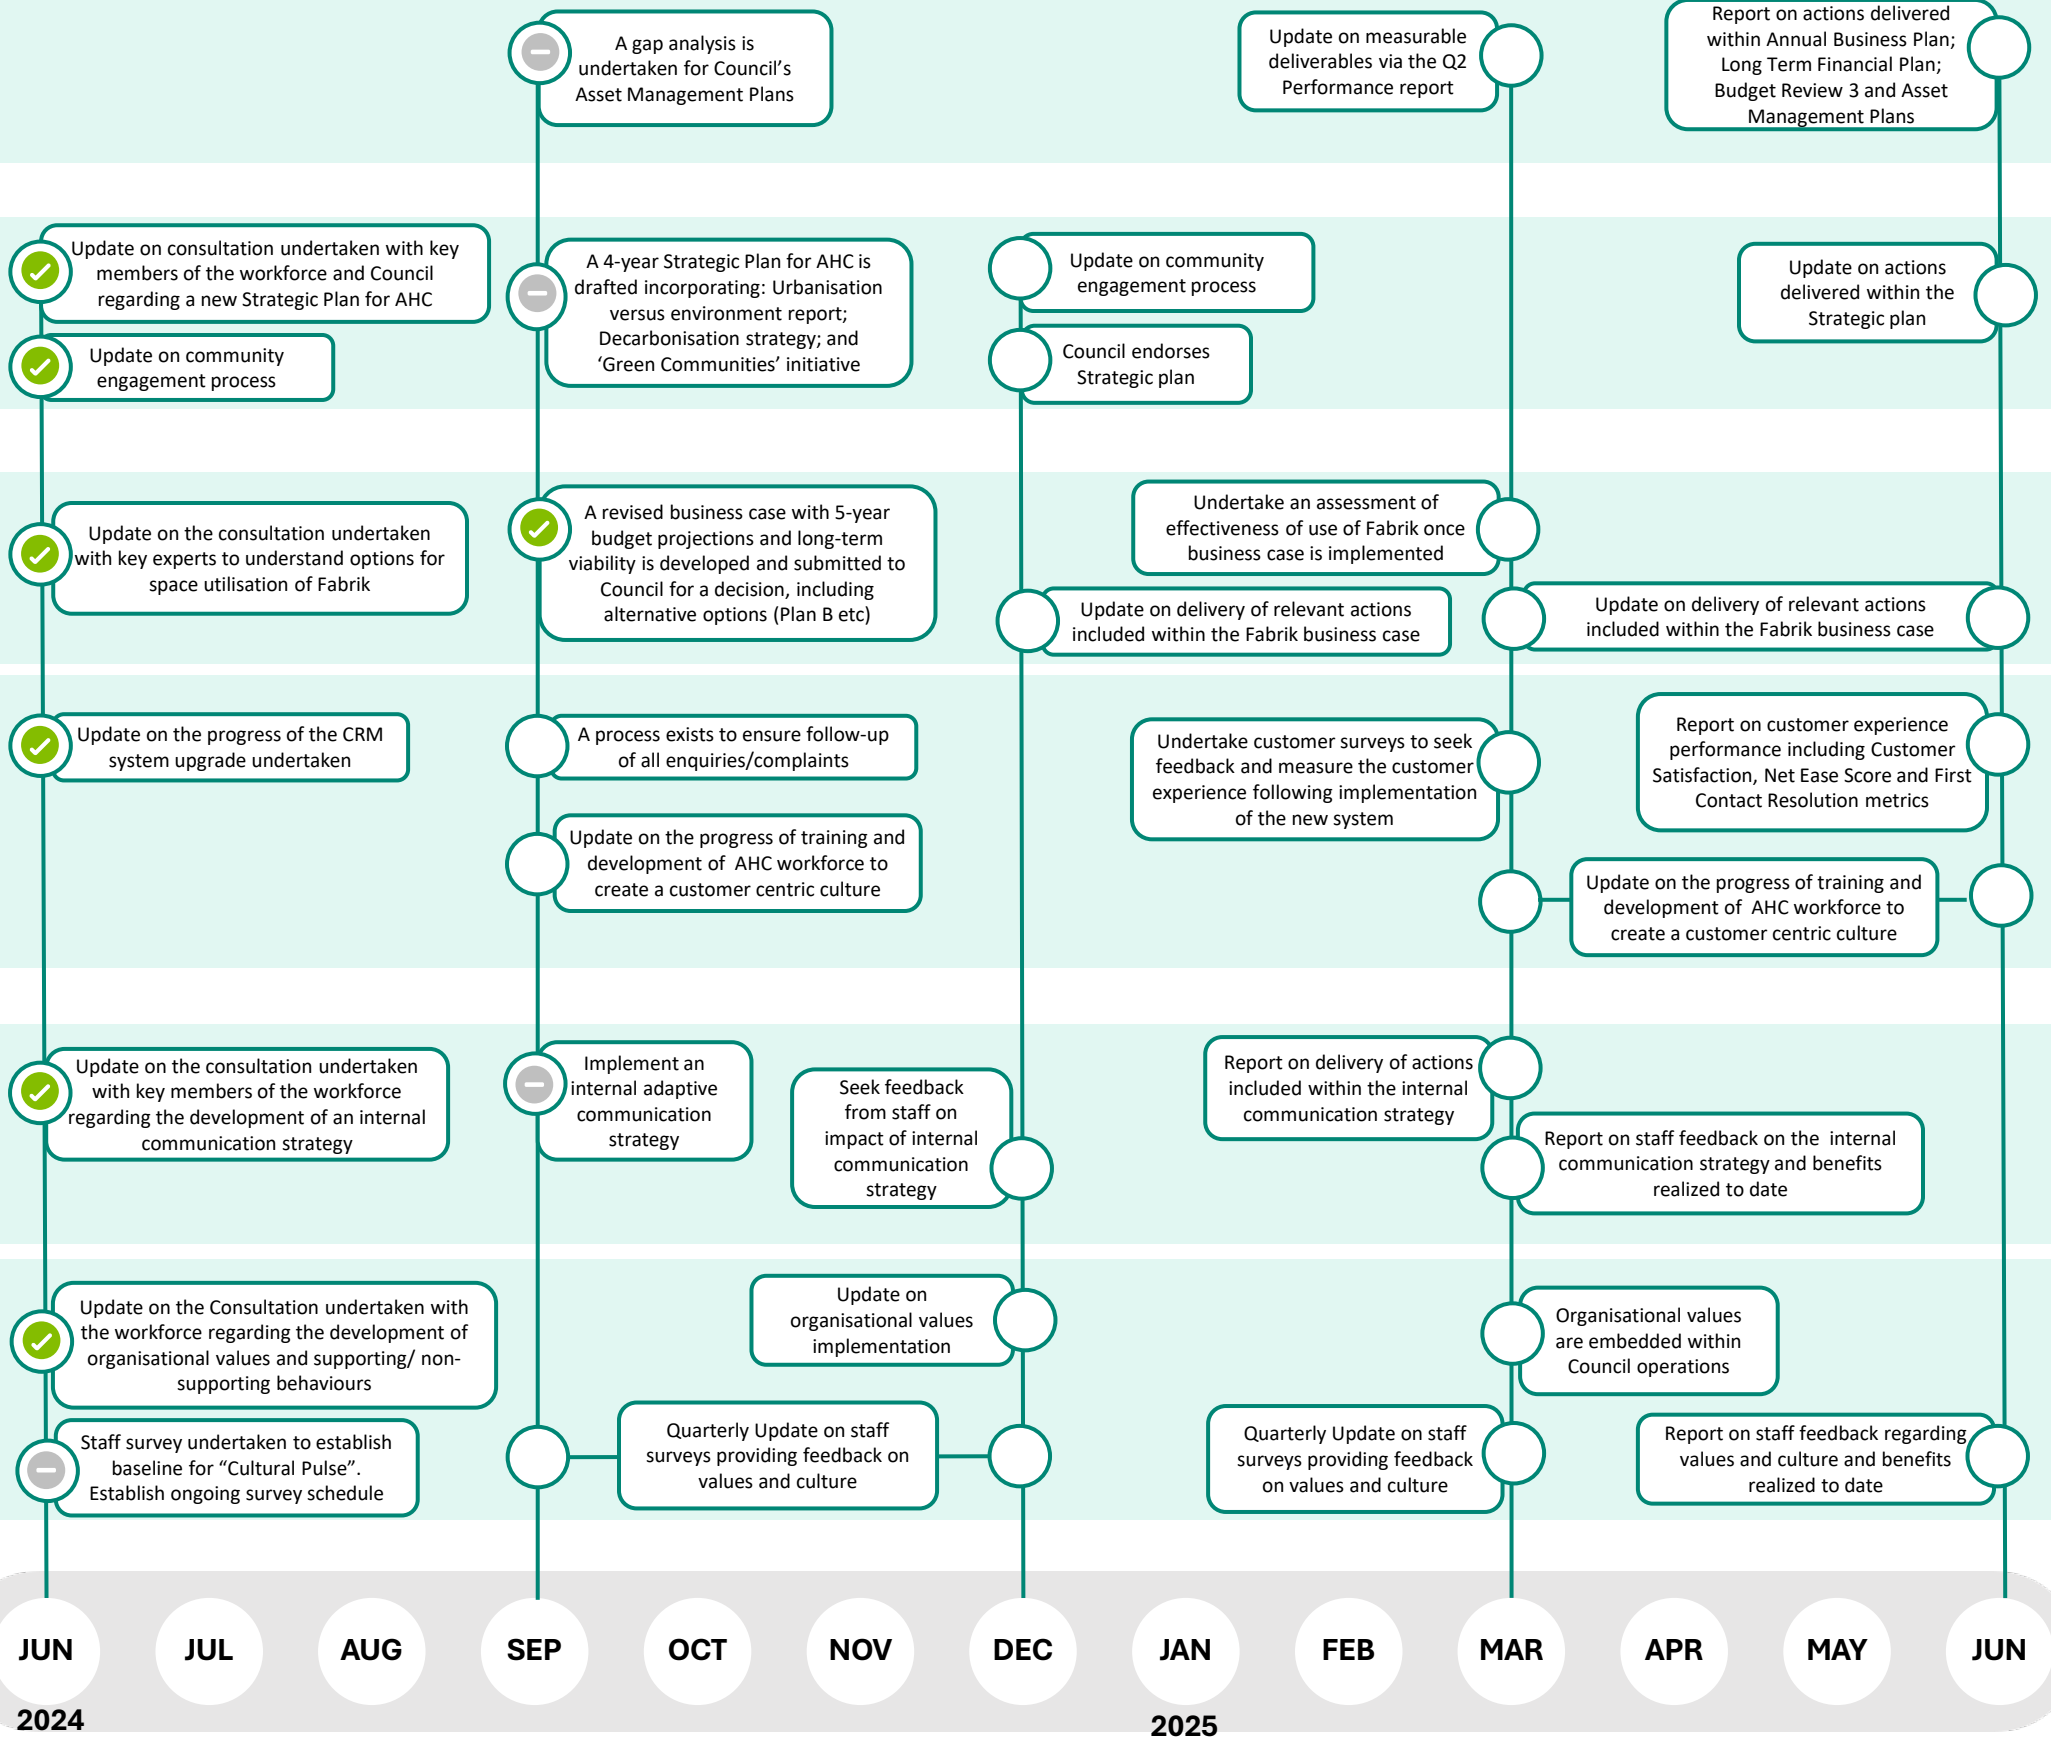 A gap analysis is
undertaken for Council's
Asset Management Plans
Update on measurable
deliverables via the Q2
Performance report
Report on actions delivered
within Annual Business Plan;
Long Term Financial Plan;
Budget Review 3 and Asset
Management Plans
Update on consultation undertaken with key
members of the workforce and Council
regarding a new Strategic Plan for AHC
Update on community
engagement process
A 4-year Strategic Plan for AHC is
drafted incorporating: Urbanisation
versus environment report;
Decarbonisation strategy; and
‘Green Communities’ initiative
Update on community
engagement process
Council endorses
Strategic plan
Update on actions
delivered within the
Strategic plan
Update on the consultation undertaken
with key experts to understand options for
space utilisation of Fabrik
A revised business case with 5-year
budget projections and long-term
viability is developed and submitted to
Council for a decision, including
alternative options (Plan B etc)
Undertake an assessment of
effectiveness of use of Fabrik once
business case is implemented
Update on delivery of relevant actions
included within the Fabrik business case
Update on delivery of relevant actions
included within the Fabrik business case
Update on the progress of the CRM
system upgrade undertaken
A process exists to ensure follow-up
of all enquiries/complaints
Update on the progress of training and
development of AHC workforce to
create a customer centric culture
Undertake customer surveys to seek
feedback and measure the customer
experience following implementation
of the new system
Report on customer experience
performance including Customer
Satisfaction, Net Ease Score and First
Contact Resolution metrics
Update on the progress of training and
development of AHC workforce to
create a customer centric culture
Update on the consultation undertaken
with key members of the workforce
regarding the development of an internal
communication strategy
Implement an
internal adaptive
communication
strategy
Seek feedback
from staff on
impact of internal
communication
strategy
Report on delivery of actions
included within the internal
communication strategy
Report on staff feedback on the internal
communication strategy and benefits
realized to date
Update on the Consultation undertaken with
the workforce regarding the development of
organisational values and supporting/ non-
supporting behaviours
Staff survey undertaken to establish
baseline for “Cultural Pulse”.
Establish ongoing survey schedule
Update on
organisational values
implementation
Quarterly Update on staff
surveys providing feedback on
values and culture
Organisational values
are embedded within
Council operations
Quarterly Update on staff
surveys providing feedback
on values and culture
Report on staff feedback regarding
values and culture and benefits
realized to date
JUN JUL AUG SEP OCT NOV DEC JAN FEB MAR APR MAY JUN
2024 2025